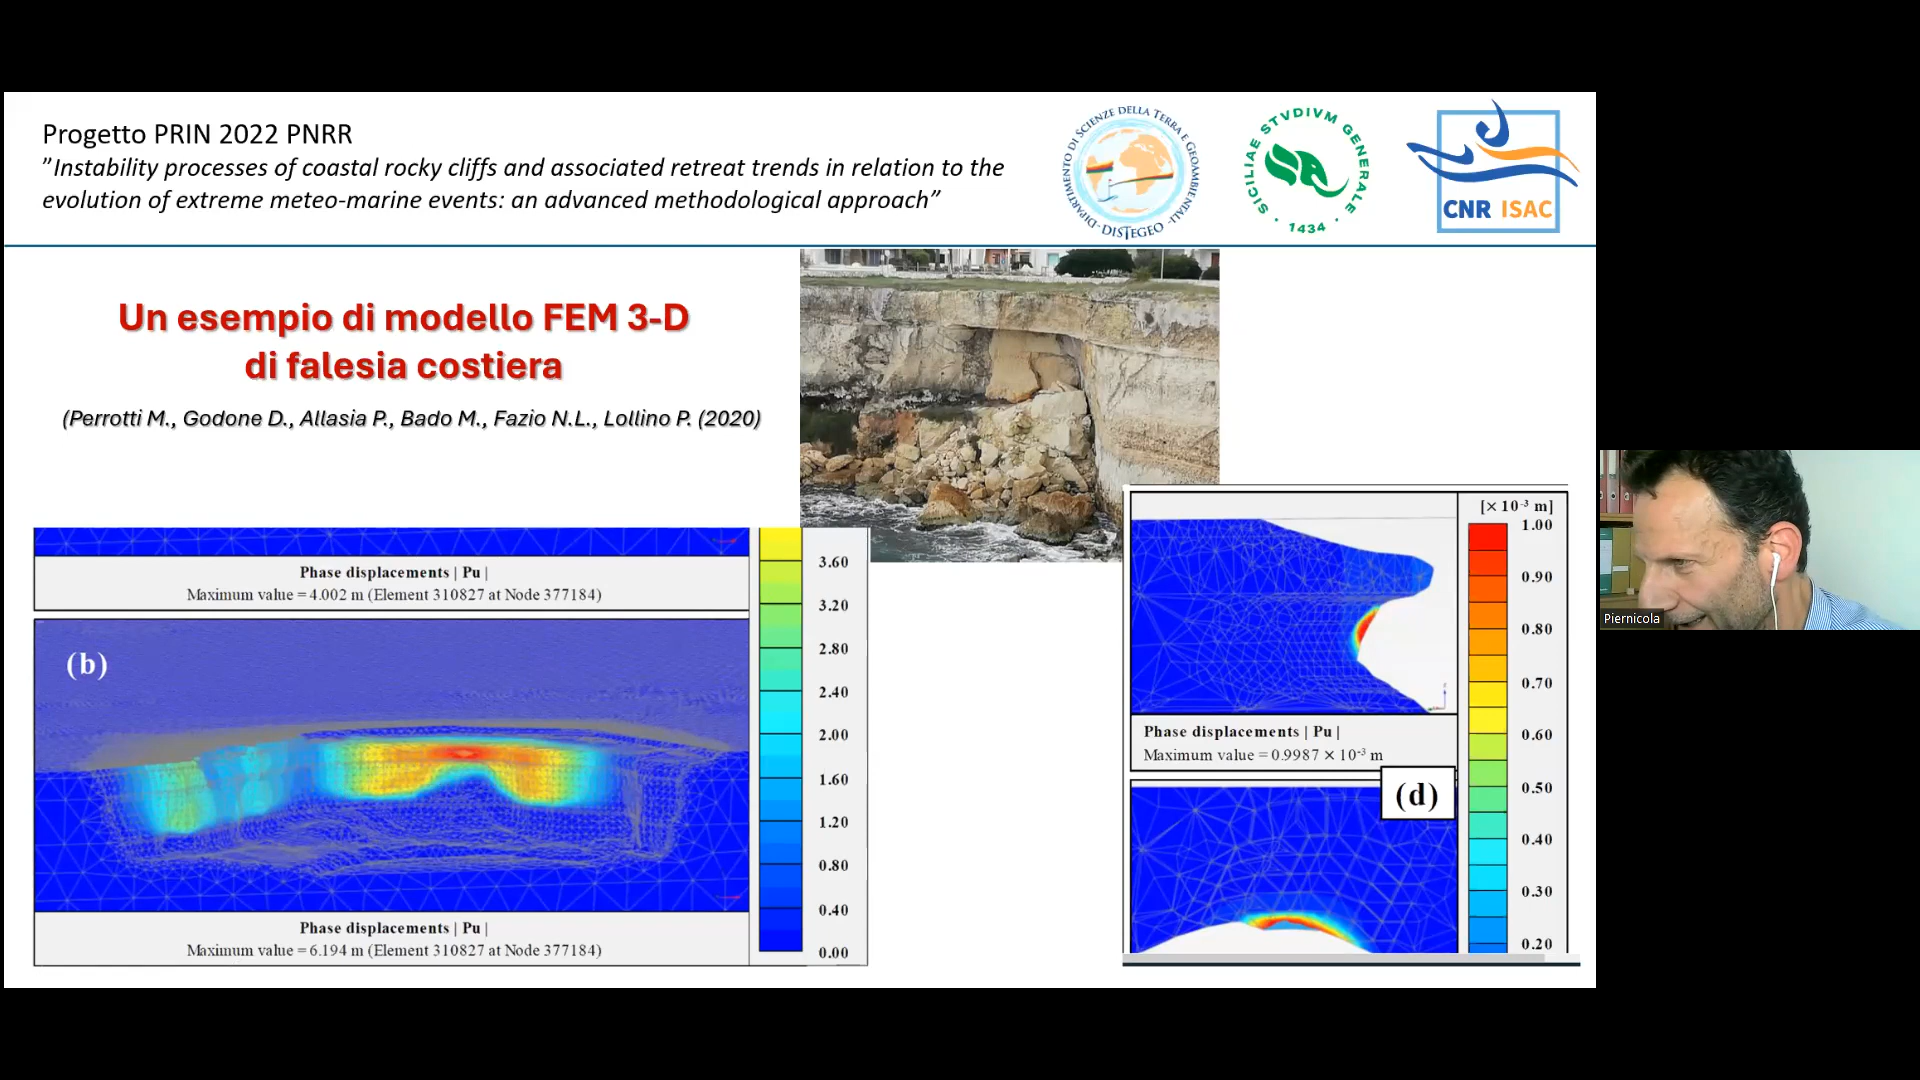 Progetto PRIN 2022 PNRR
”Instability processes of coastal rocky cliffs and associated retreat trends in relation to the
evolution of extreme meteo-marine events: an advanced methodological approach”
DIPARTIMENTO DI SCIENZE DELLA TERRA E GEOAMBIENTALI
DISTEGEO
SICILIAE STVDIVM GENERALE
1434
CNR ISAC
Un esempio di modello FEM 3-D
di falesia costiera
(Perrotti M., Godone D., Allasia P., Bado M., Fazio N.L., Lollino P. (2020)
Phase displacements | Pu |
Maximum value = 4.002 m (Element 310827 at Node 377184)
(b)
Phase displacements | Pu |
Maximum value = 6.194 m (Element 310827 at Node 377184)
3.60
3.20
2.80
2.40
2.00
1.60
1.20
0.80
0.40
0.00
Phase displacements | Pu |
Maximum value = 0.9987 × 10⁻³ m
(d)
[× 10⁻³ m]
1.00
0.90
0.80
0.70
0.60
0.50
0.40
0.30
0.20
Piernicola